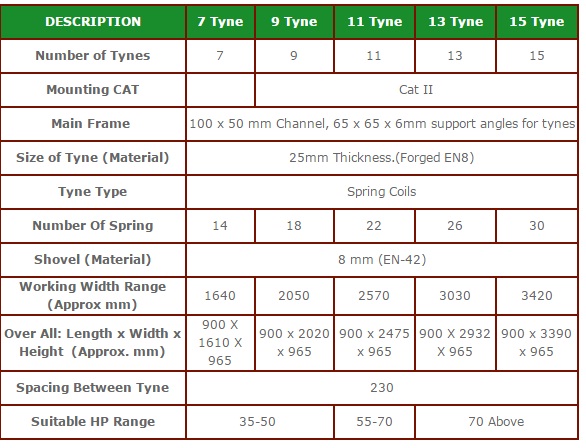 DESCRIPTION 7 Tyne 9 Tyne 11 Tyne 13 Tyne 15 Tyne
Number of Tynes 7 9 11 13 15
Mounting CAT Cat II
Main Frame 100 x 50 mm Channel, 65 x 65 x 6mm support angles for tynes
Size of Tyne (Material) 25mm Thickness.(Forged EN8)
Tyne Type Spring Coils
Number Of Spring 14 18 22 26 30
Shovel (Material) 8 mm (EN-42)
Working Width Range
(Approx mm) 1640 2050 2570 3030 3420
Over All: Length x Width x
Height (Approx. mm)
900 X
1610 X
965
900 x 2020
x 965
900 x 2475
x 965
900 X 2932
X 965
900 x 3390
x 965
Spacing Between Tyne 230
Suitable HP Range 35-50 55-70 70 Above